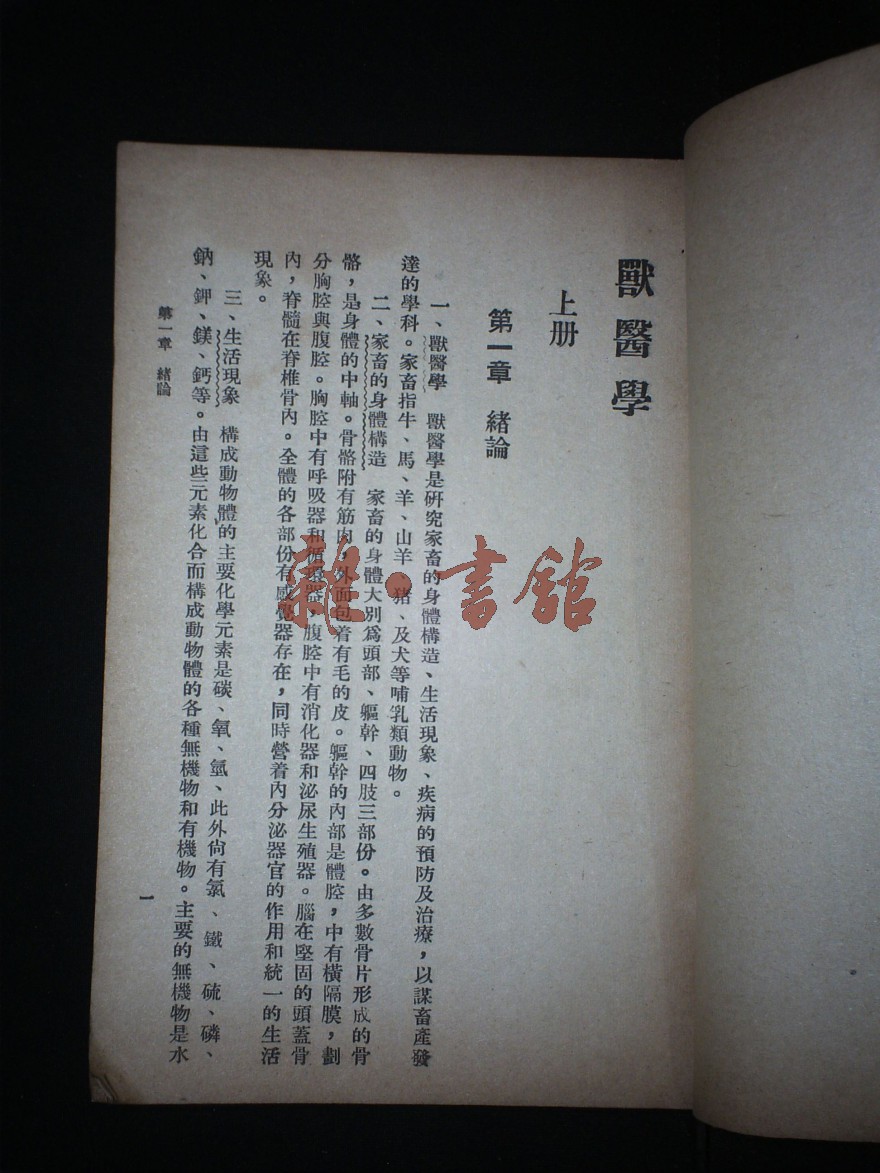 獸醫學
上册
第一章 緒論
一、獸醫學 獸醫學是研究家畜的身體構造、生活現象、疾病的預防及治療，以謀畜產發
達的學科。家畜指牛、馬、羊、山羊 豬、及犬等哺乳類動物。
二、家畜的身體構造 家畜的身體大別爲頭部、軀幹、四肢三部份。由多數骨片形成的骨
骼，是身體的中軸。骨骼附有筋肉，外面包着有毛的皮。軀幹的內部是體腔，中有橫隔膜，劃
分胸腔與腹腔。胸腔中有呼吸器和循環器，腹腔中有消化器和泌尿生殖器。腦在堅固的頭蓋骨
內，脊髓在脊椎骨內。全體的各部份有感覺器存在，同時營着內分泌器官的作用和統一的生活
現象。
三、生活現象 構成動物體的主要化學元素是碳、氧、氫、此外尙有氯、鐵、硫、磷、
鈉、鉀、鎂、鈣等。由這些元素化合而構成動物體的各種無機物和有機物。主要的無機物是水
第一章 緒論
一
雜·書館